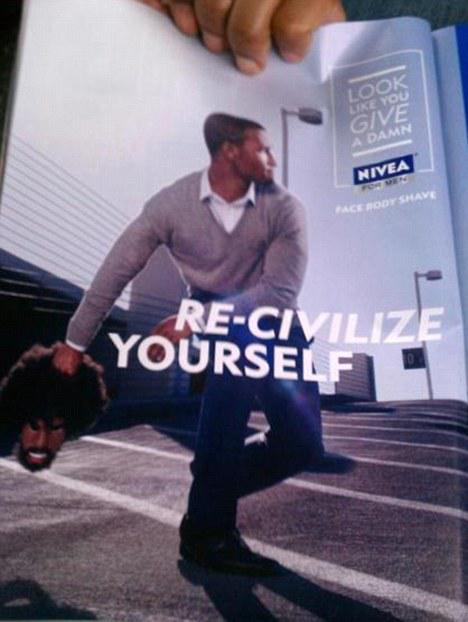 LOOK
LIKE YOU
GIVE
A DAMN
NIVEA
FOR MEN
FACE BODY SHAVE
RE-CIVILIZE
YOURSELF